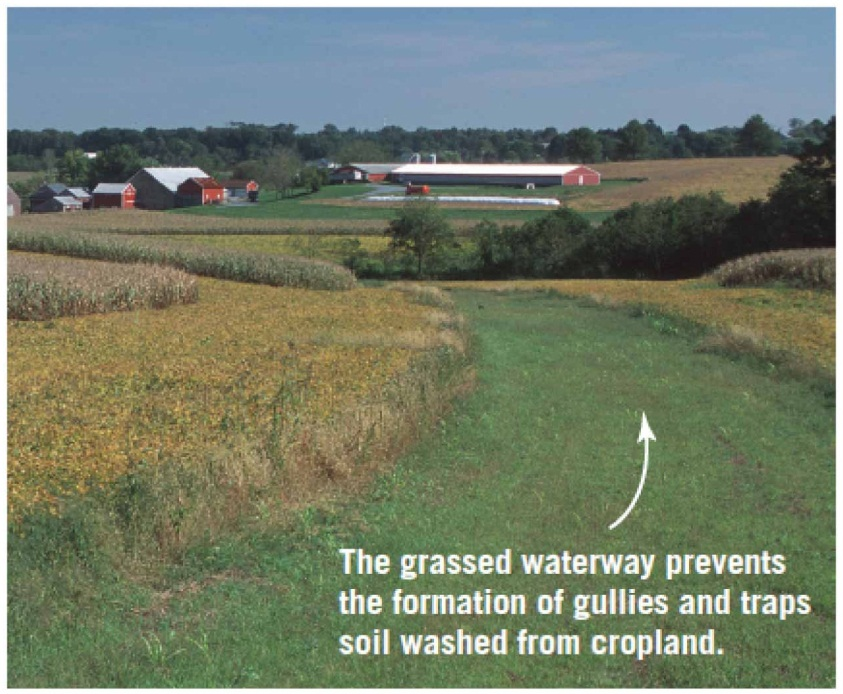 The grassed waterway prevents
the formation of gullies and traps
soil washed from cropland.